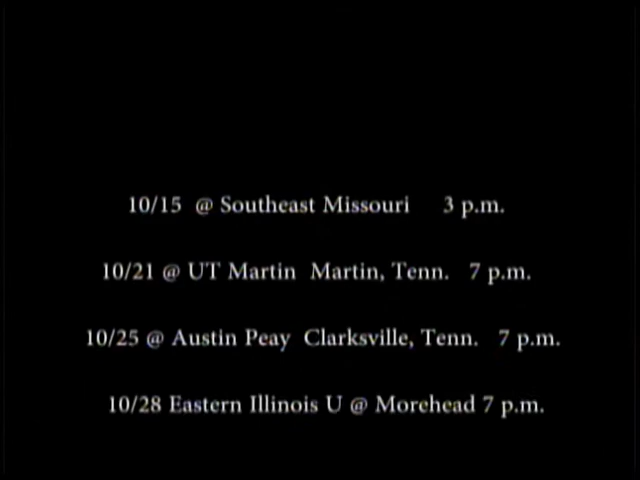 10/15 @ Southeast Missouri 3 p.m.
10/21 @ UT Martin Martin, Tenn. 7 p.m.
10/25 @ Austin Peay Clarksville, Tenn. 7 p.m.
10/28 Eastern Illinois U @ Morehead 7 p.m.